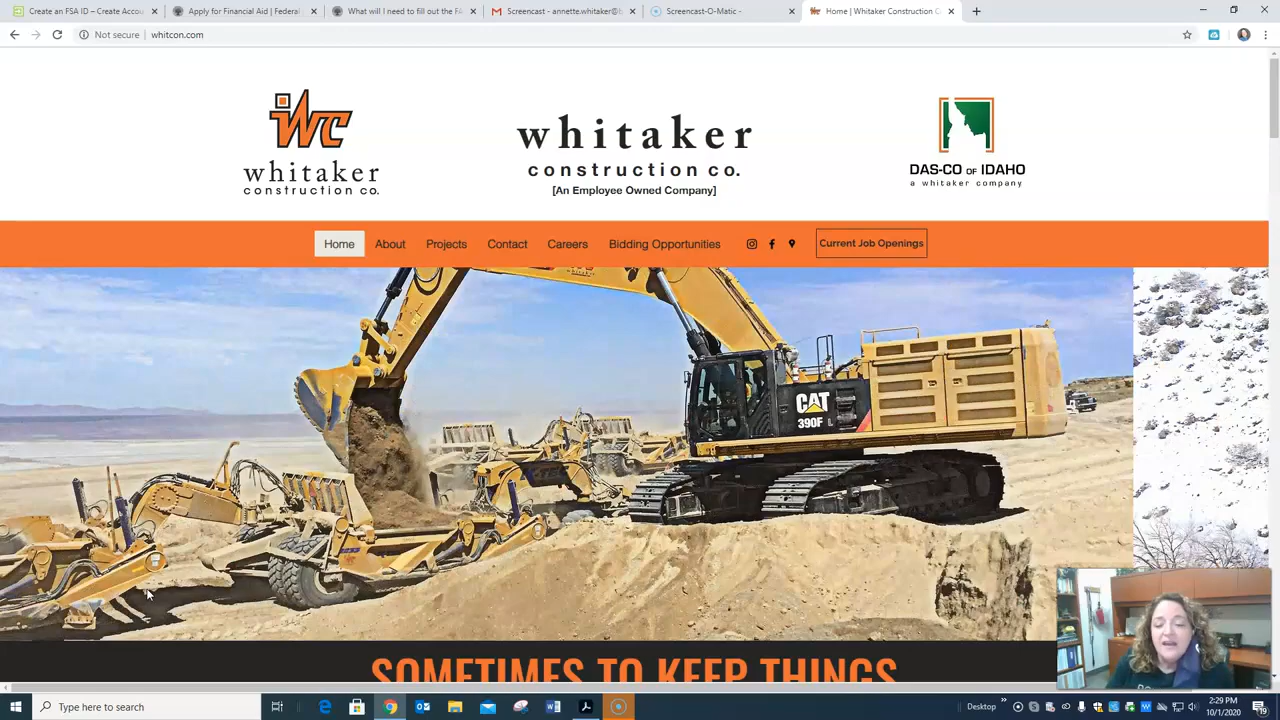 Create an FSA ID – Create Accou
Apply for Financial Aid | Federal
What will I need to fill out the FA
Screencast - annette.whitaker@b
Screencast-O-Matic -
Home | Whitaker Construction C
Not secure
whitcon.com
iWC
whitaker
construction co.
whitaker
construction co.
[An Employee Owned Company]
DAS-CO OF IDAHO
a whitaker company
Home
About
Projects
Contact
Careers
Bidding Opportunities
Current Job Openings
CAT
390F L
SOMETIMES TO KEEP THINGS
Type here to search
Desktop
2:29 PM
10/1/2020
19